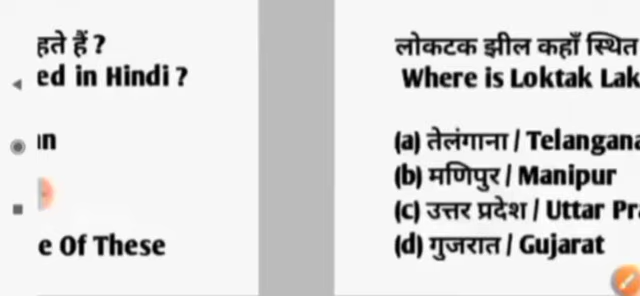 हते हैं ?
ed in Hindi ?
e Of These
लोकटक झील कहाँ स्थित
Where is Loktak Lak
(a) तेलंगाना / Telangana
(b) मणिपुर / Manipur
(c) उत्तर प्रदेश / Uttar Pr
(d) गुजरात / Gujarat